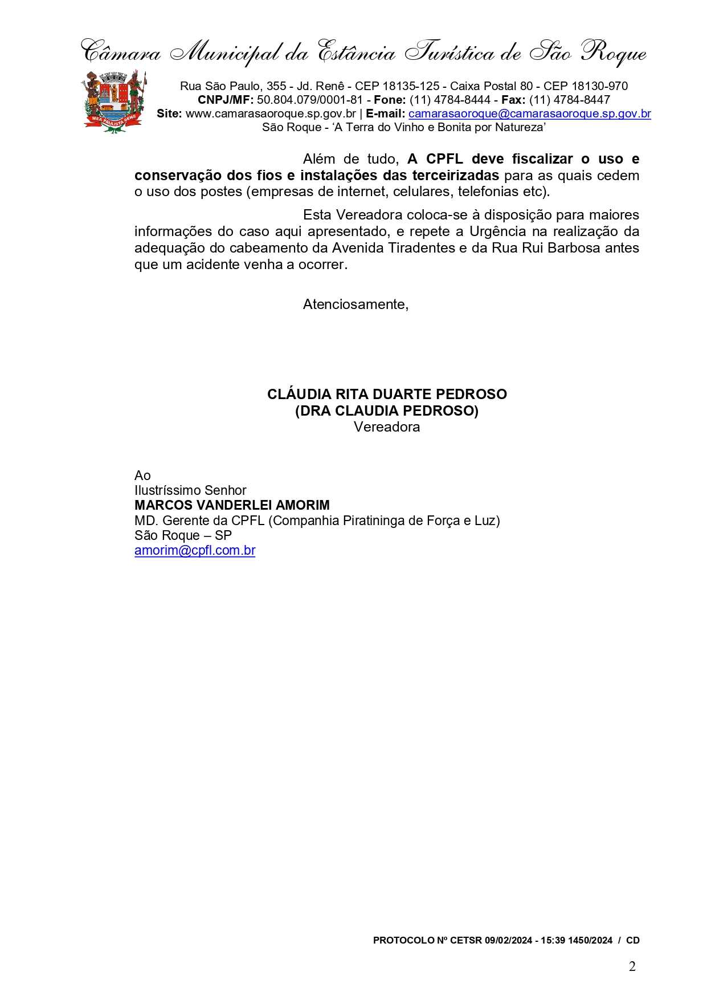 Câmara Municipal da Estância Turística de São Roque
Rua São Paulo, 355 - Jd. Renê - CEP 18135-125 - Caixa Postal 80 - CEP 18130-970
CNPJ/MF: 50.804.079/0001-81 - Fone: (11) 4784-8444 - Fax: (11) 4784-8447
Site: www.camarasaoroque.sp.gov.br | E-mail: camarasaoroque@camarasaoroque.sp.gov.br
São Roque - ‘A Terra do Vinho e Bonita por Natureza’
MEA PAULISTA GENS
Além de tudo, A CPFL deve fiscalizar o uso e
conservação dos fios e instalações das terceirizadas para as quais cedem
o uso dos postes (empresas de internet, celulares, telefonias etc).
Esta Vereadora coloca-se à disposição para maiores
informações do caso aqui apresentado, e repete a Urgência na realização da
adequação do cabeamento da Avenida Tiradentes e da Rua Rui Barbosa antes
que um acidente venha a ocorrer.
Atenciosamente,
CLÁUDIA RITA DUARTE PEDROSO
(DRA CLAUDIA PEDROSO)
Vereadora
Ao
Ilustríssimo Senhor
MARCOS VANDERLEI AMORIM
MD. Gerente da CPFL (Companhia Piratininga de Força e Luz)
São Roque – SP
amorim@cpfl.com.br
PROTOCOLO Nº CETSR 09/02/2024 - 15:39 1450/2024 / CD
2